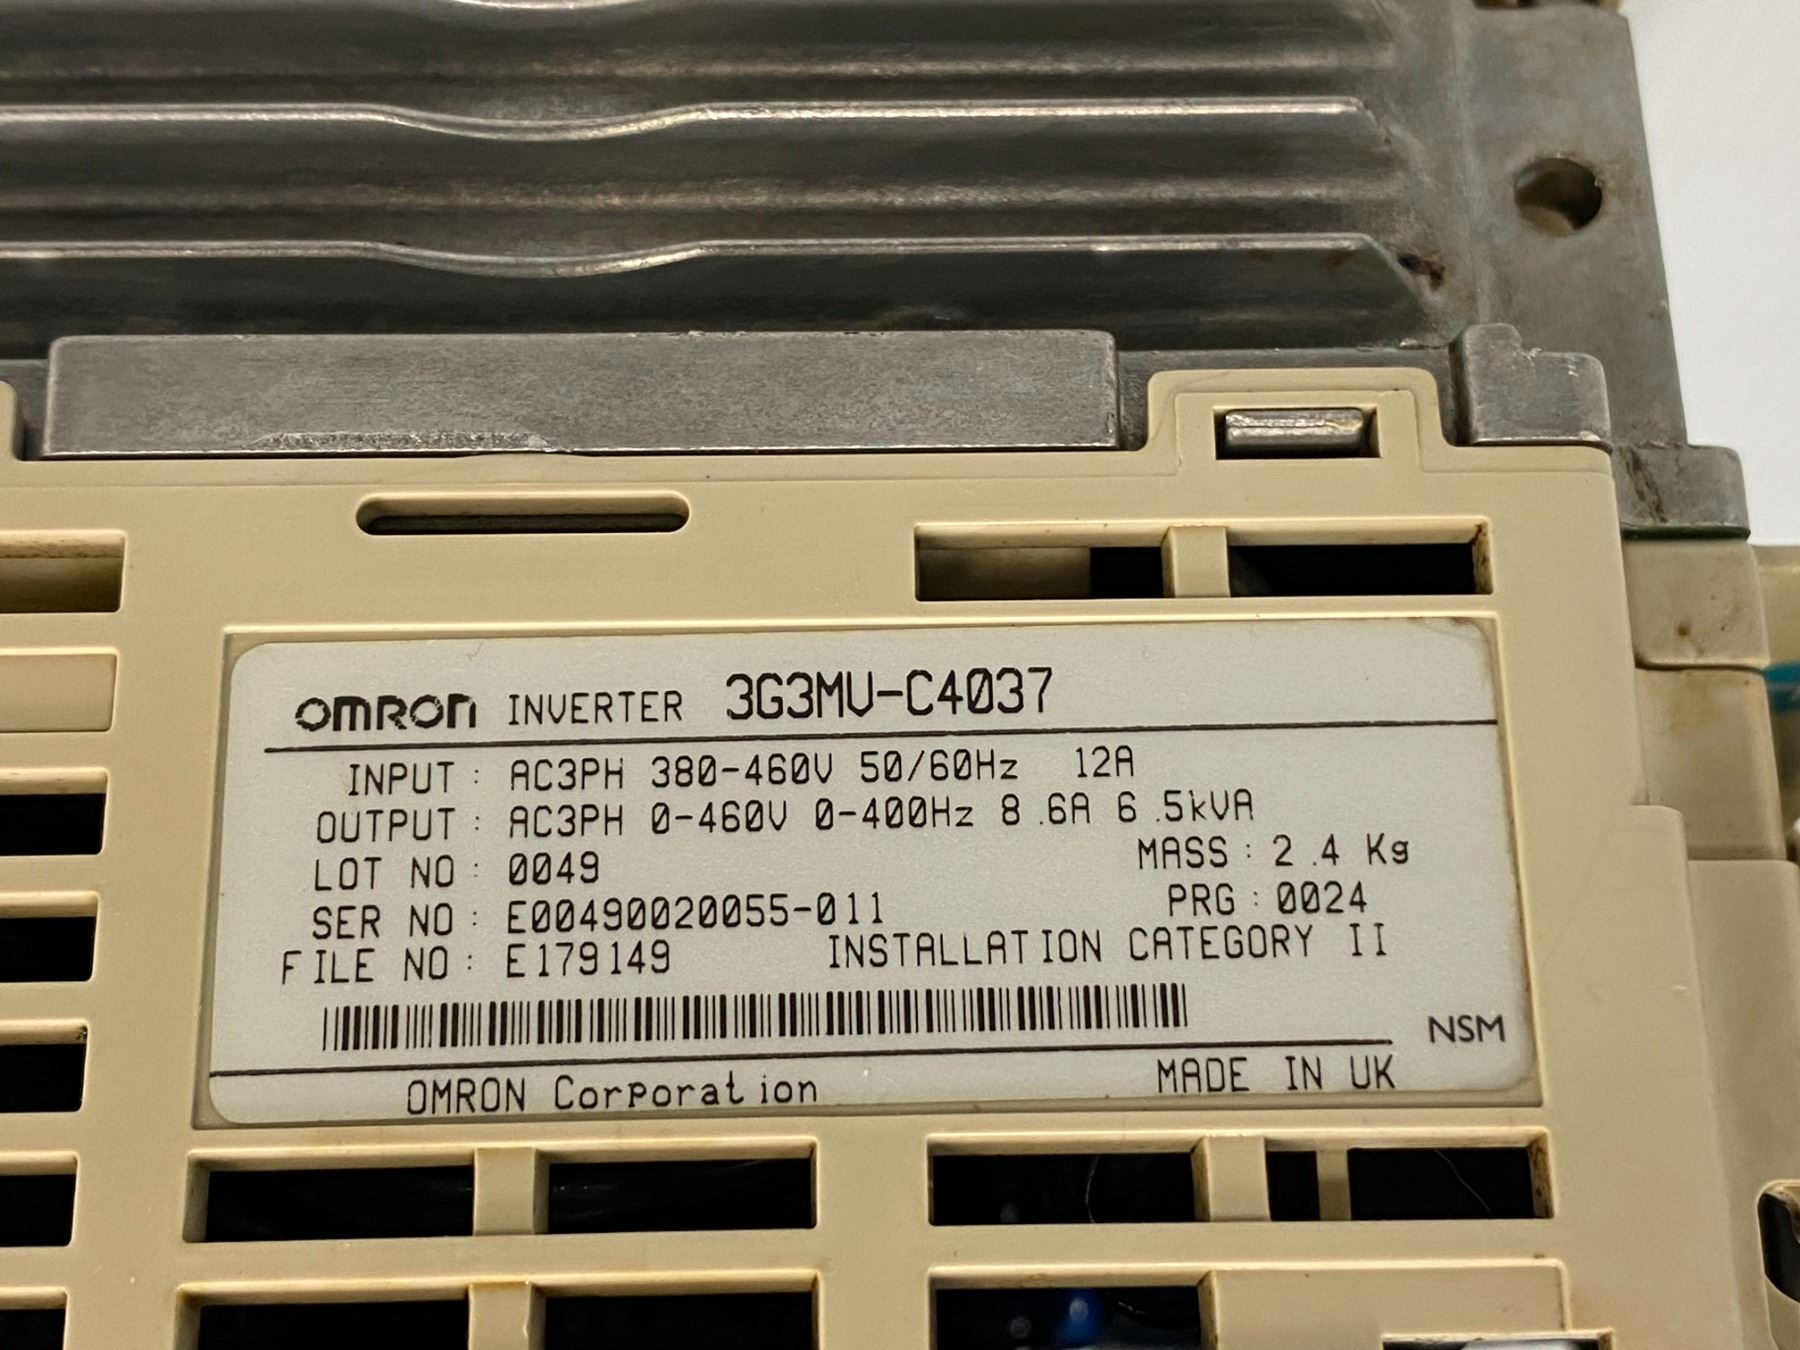 OMRON INVERTER 3G3MV-C4037
INPUT : AC3PH 380-460V 50/60Hz 12A
OUTPUT : AC3PH 0-460V 0-400Hz 8.6A 6.5kVA
LOT NO : 0049 MASS : 2.4 Kg
SER NO : E00490020055-011 PRG : 0024
FILE NO : E179149 INSTALLATION CATEGORY II
NSM
OMRON Corporation MADE IN UK